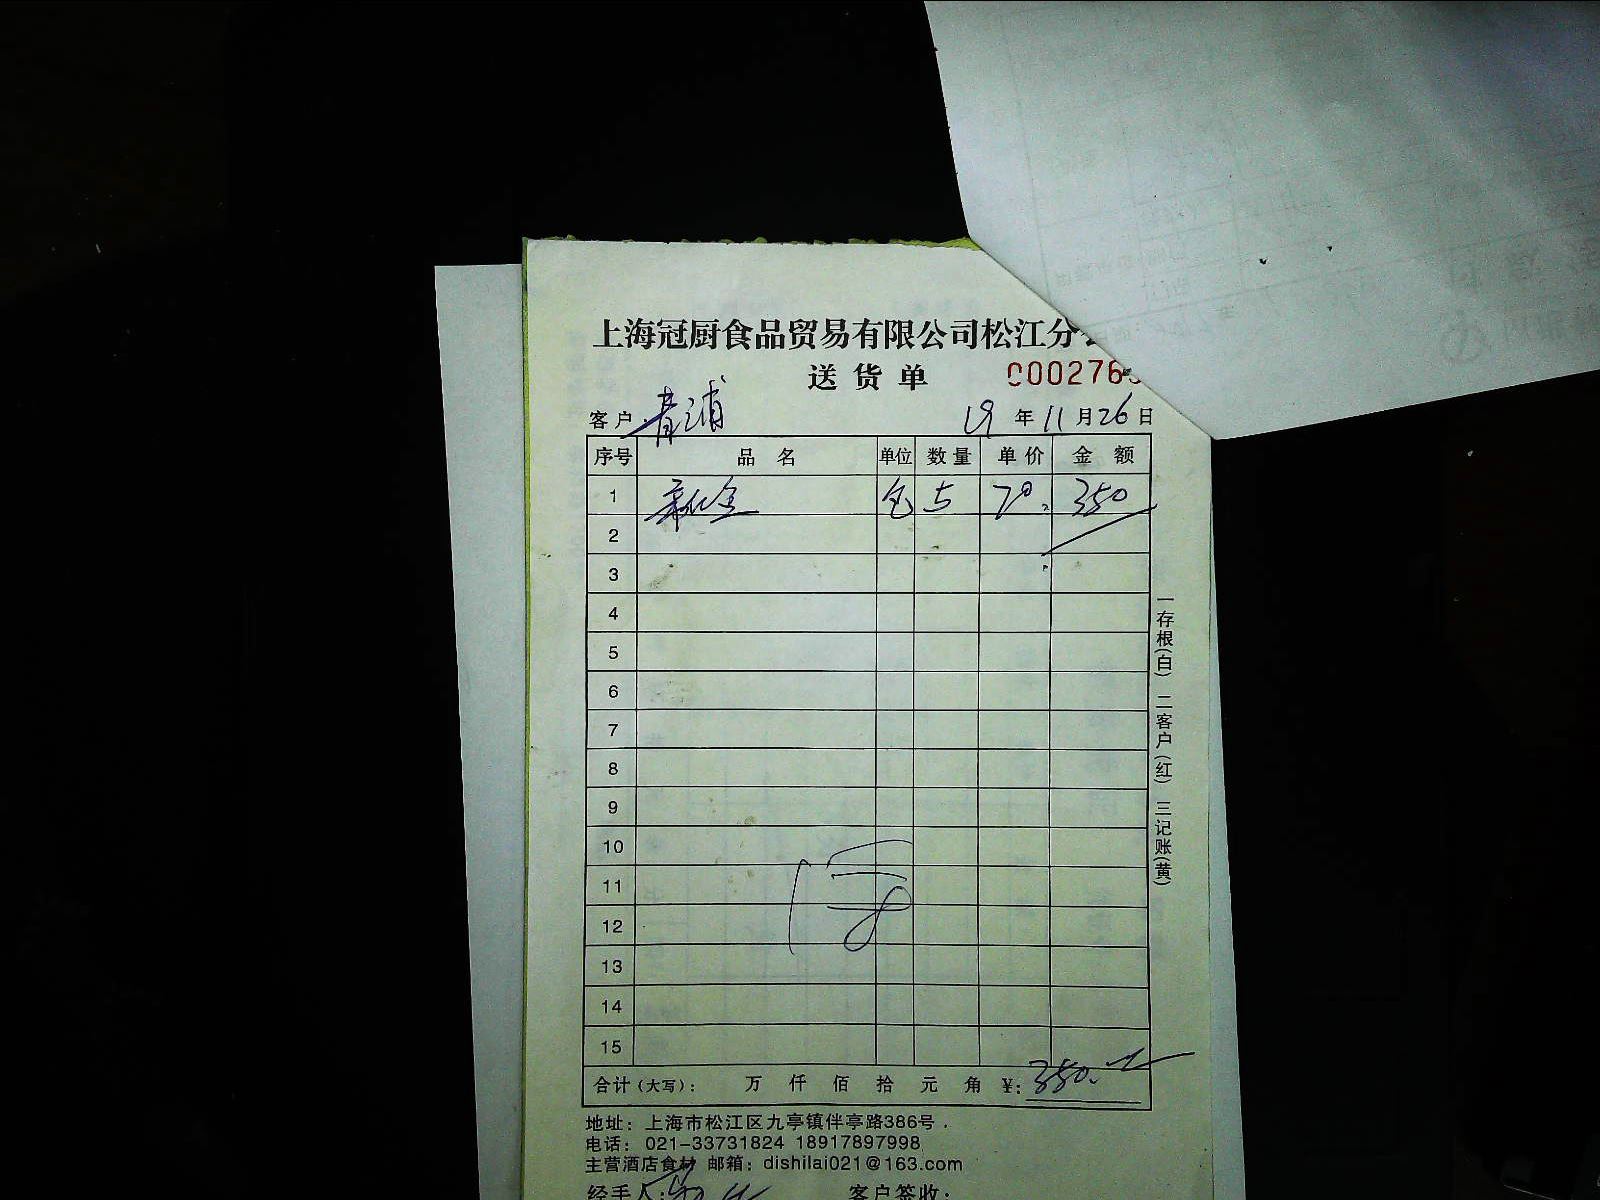 上海冠厨食品贸易有限公司松江分
送货单 000276
客户 青浦 19 年 11 月 26 日
序号 品名 单位 数量 单价 金额
1 包 5 70. 350
2
3
4
5
6
7
8
9
10
11
12
13
14
15
合计(大写): 万 仟 佰 拾 元 角 ¥: 350.
一存根(白) 二客户(红) 三记账(黄)
地址: 上海市松江区九亭镇伴亭路386号.
电话: 021-33731824 18917897998
主营酒店食材 邮箱: dishilai021@163.com
经手人: 客户签收: